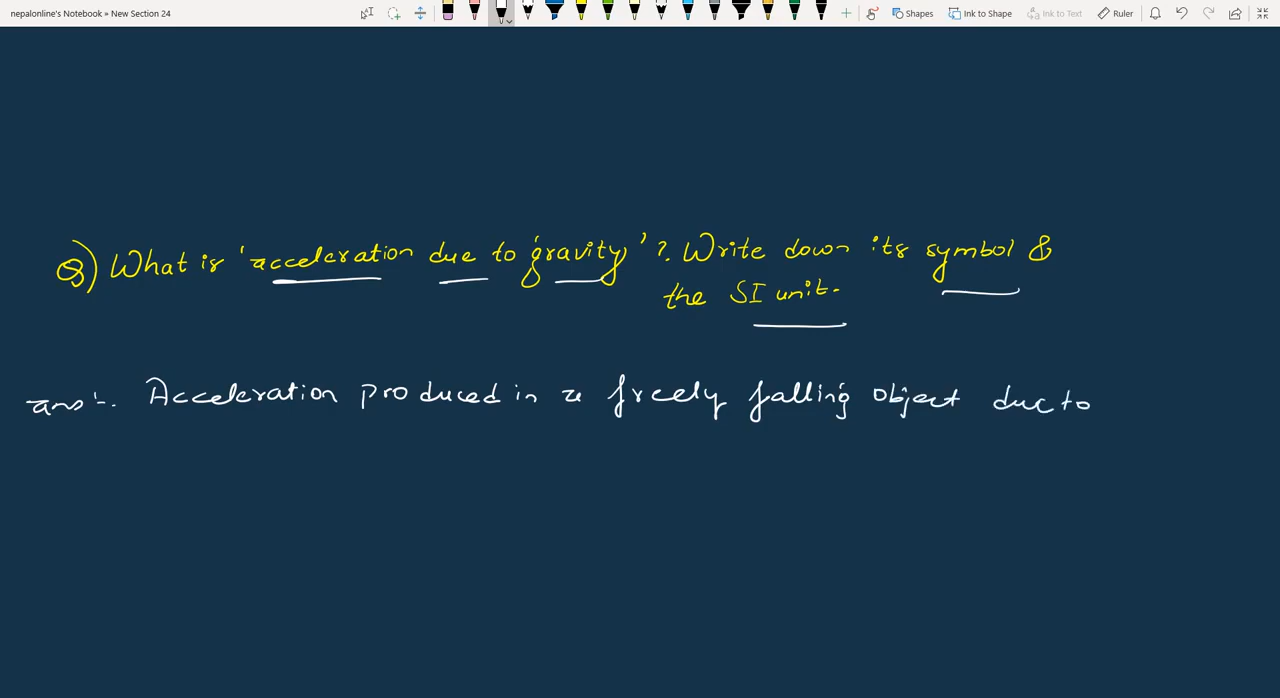 nepalonline's Notebook » New Section 24
Shapes Ink to Shape Ink to Text Ruler
Q) What is 'acceleration due to gravity'?. Write down its symbol &
the SI unit.
ans:-. Acceleration produced in a freely falling object due to